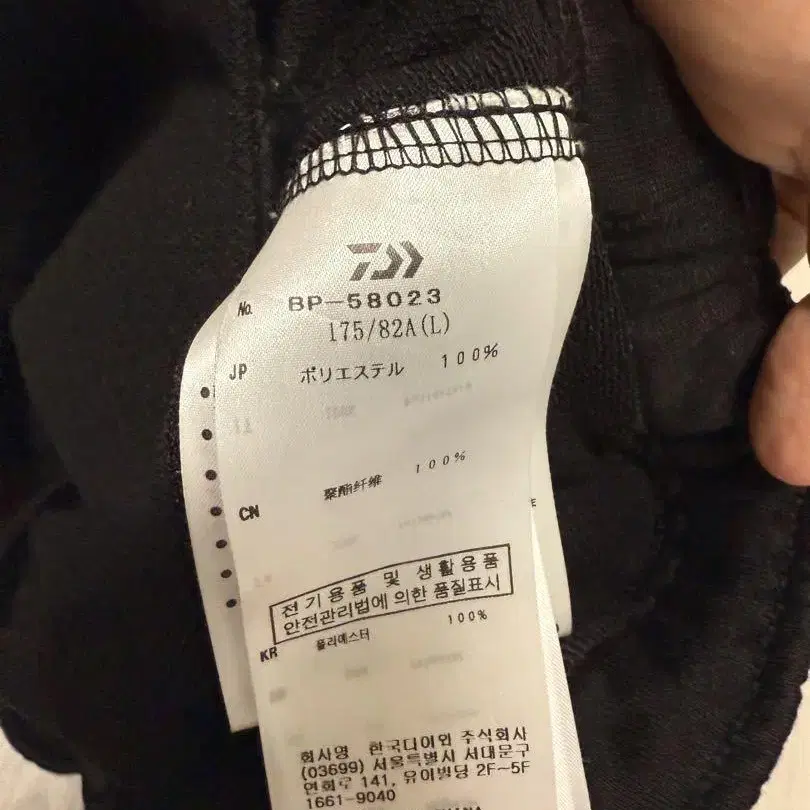 No. BP-58023
175/82A(L)
JP ポリエステル 100%
CN 聚酯纤维 100%
전기용품 및 생활용품
안전관리법에 의한 품질표시
KR 폴리에스터 100%
회사명 한국다이와 주식회사
(03699) 서울특별시 서대문구
연희로 141, 유이빌딩 2F~5F
1661-9040